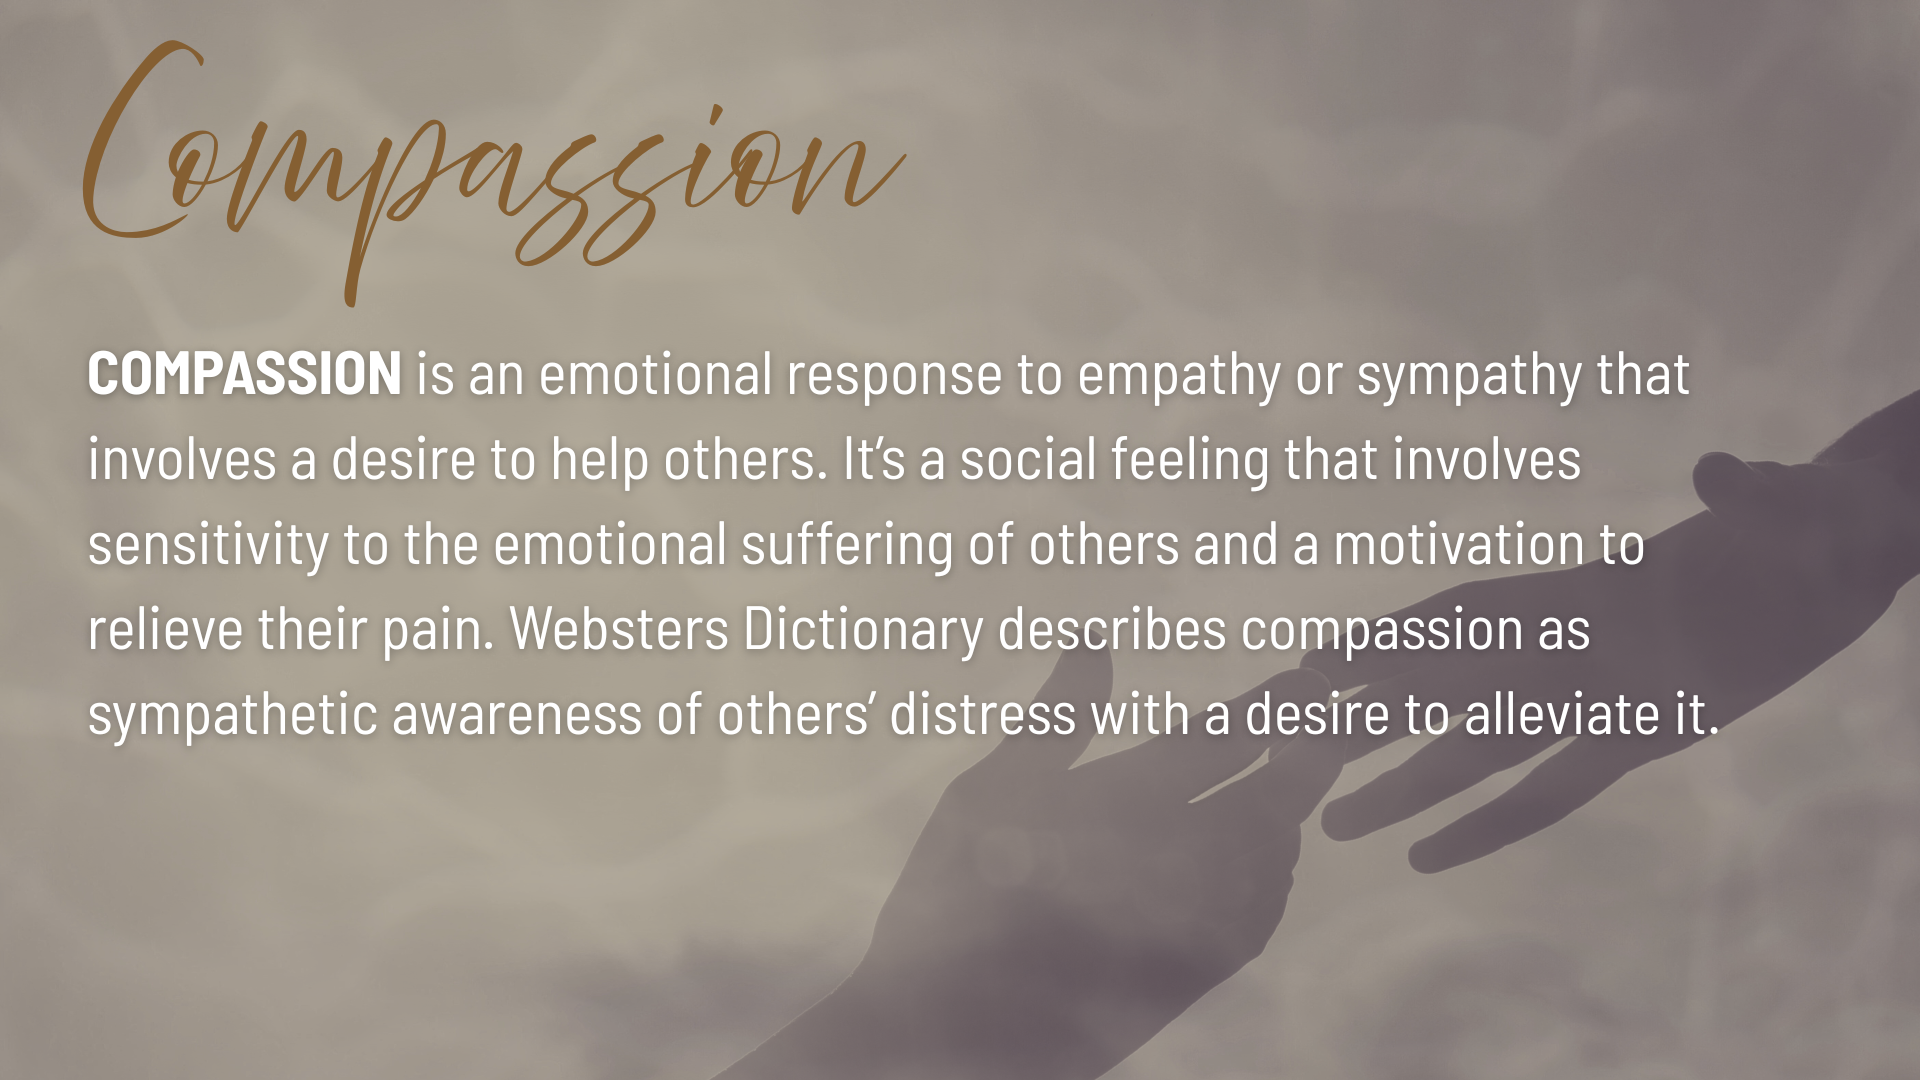 Compassion
COMPASSION is an emotional response to empathy or sympathy that
involves a desire to help others. It’s a social feeling that involves
sensitivity to the emotional suffering of others and a motivation to
relieve their pain. Websters Dictionary describes compassion as
sympathetic awareness of others’ distress with a desire to alleviate it.